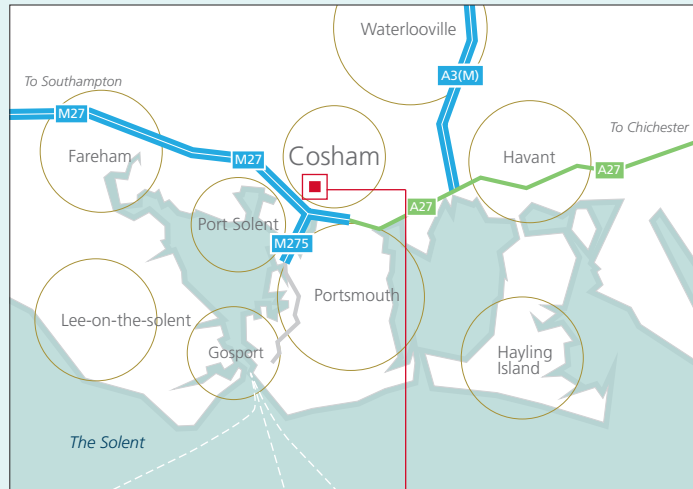 Waterlooville
To Southampton
A3(M)
M27
To Chichester
Fareham
M27
Cosham
Havant
A27
A27
Port Solent
M275
Portsmouth
Lee-on-the-solent
Gosport
Hayling
Island
The Solent